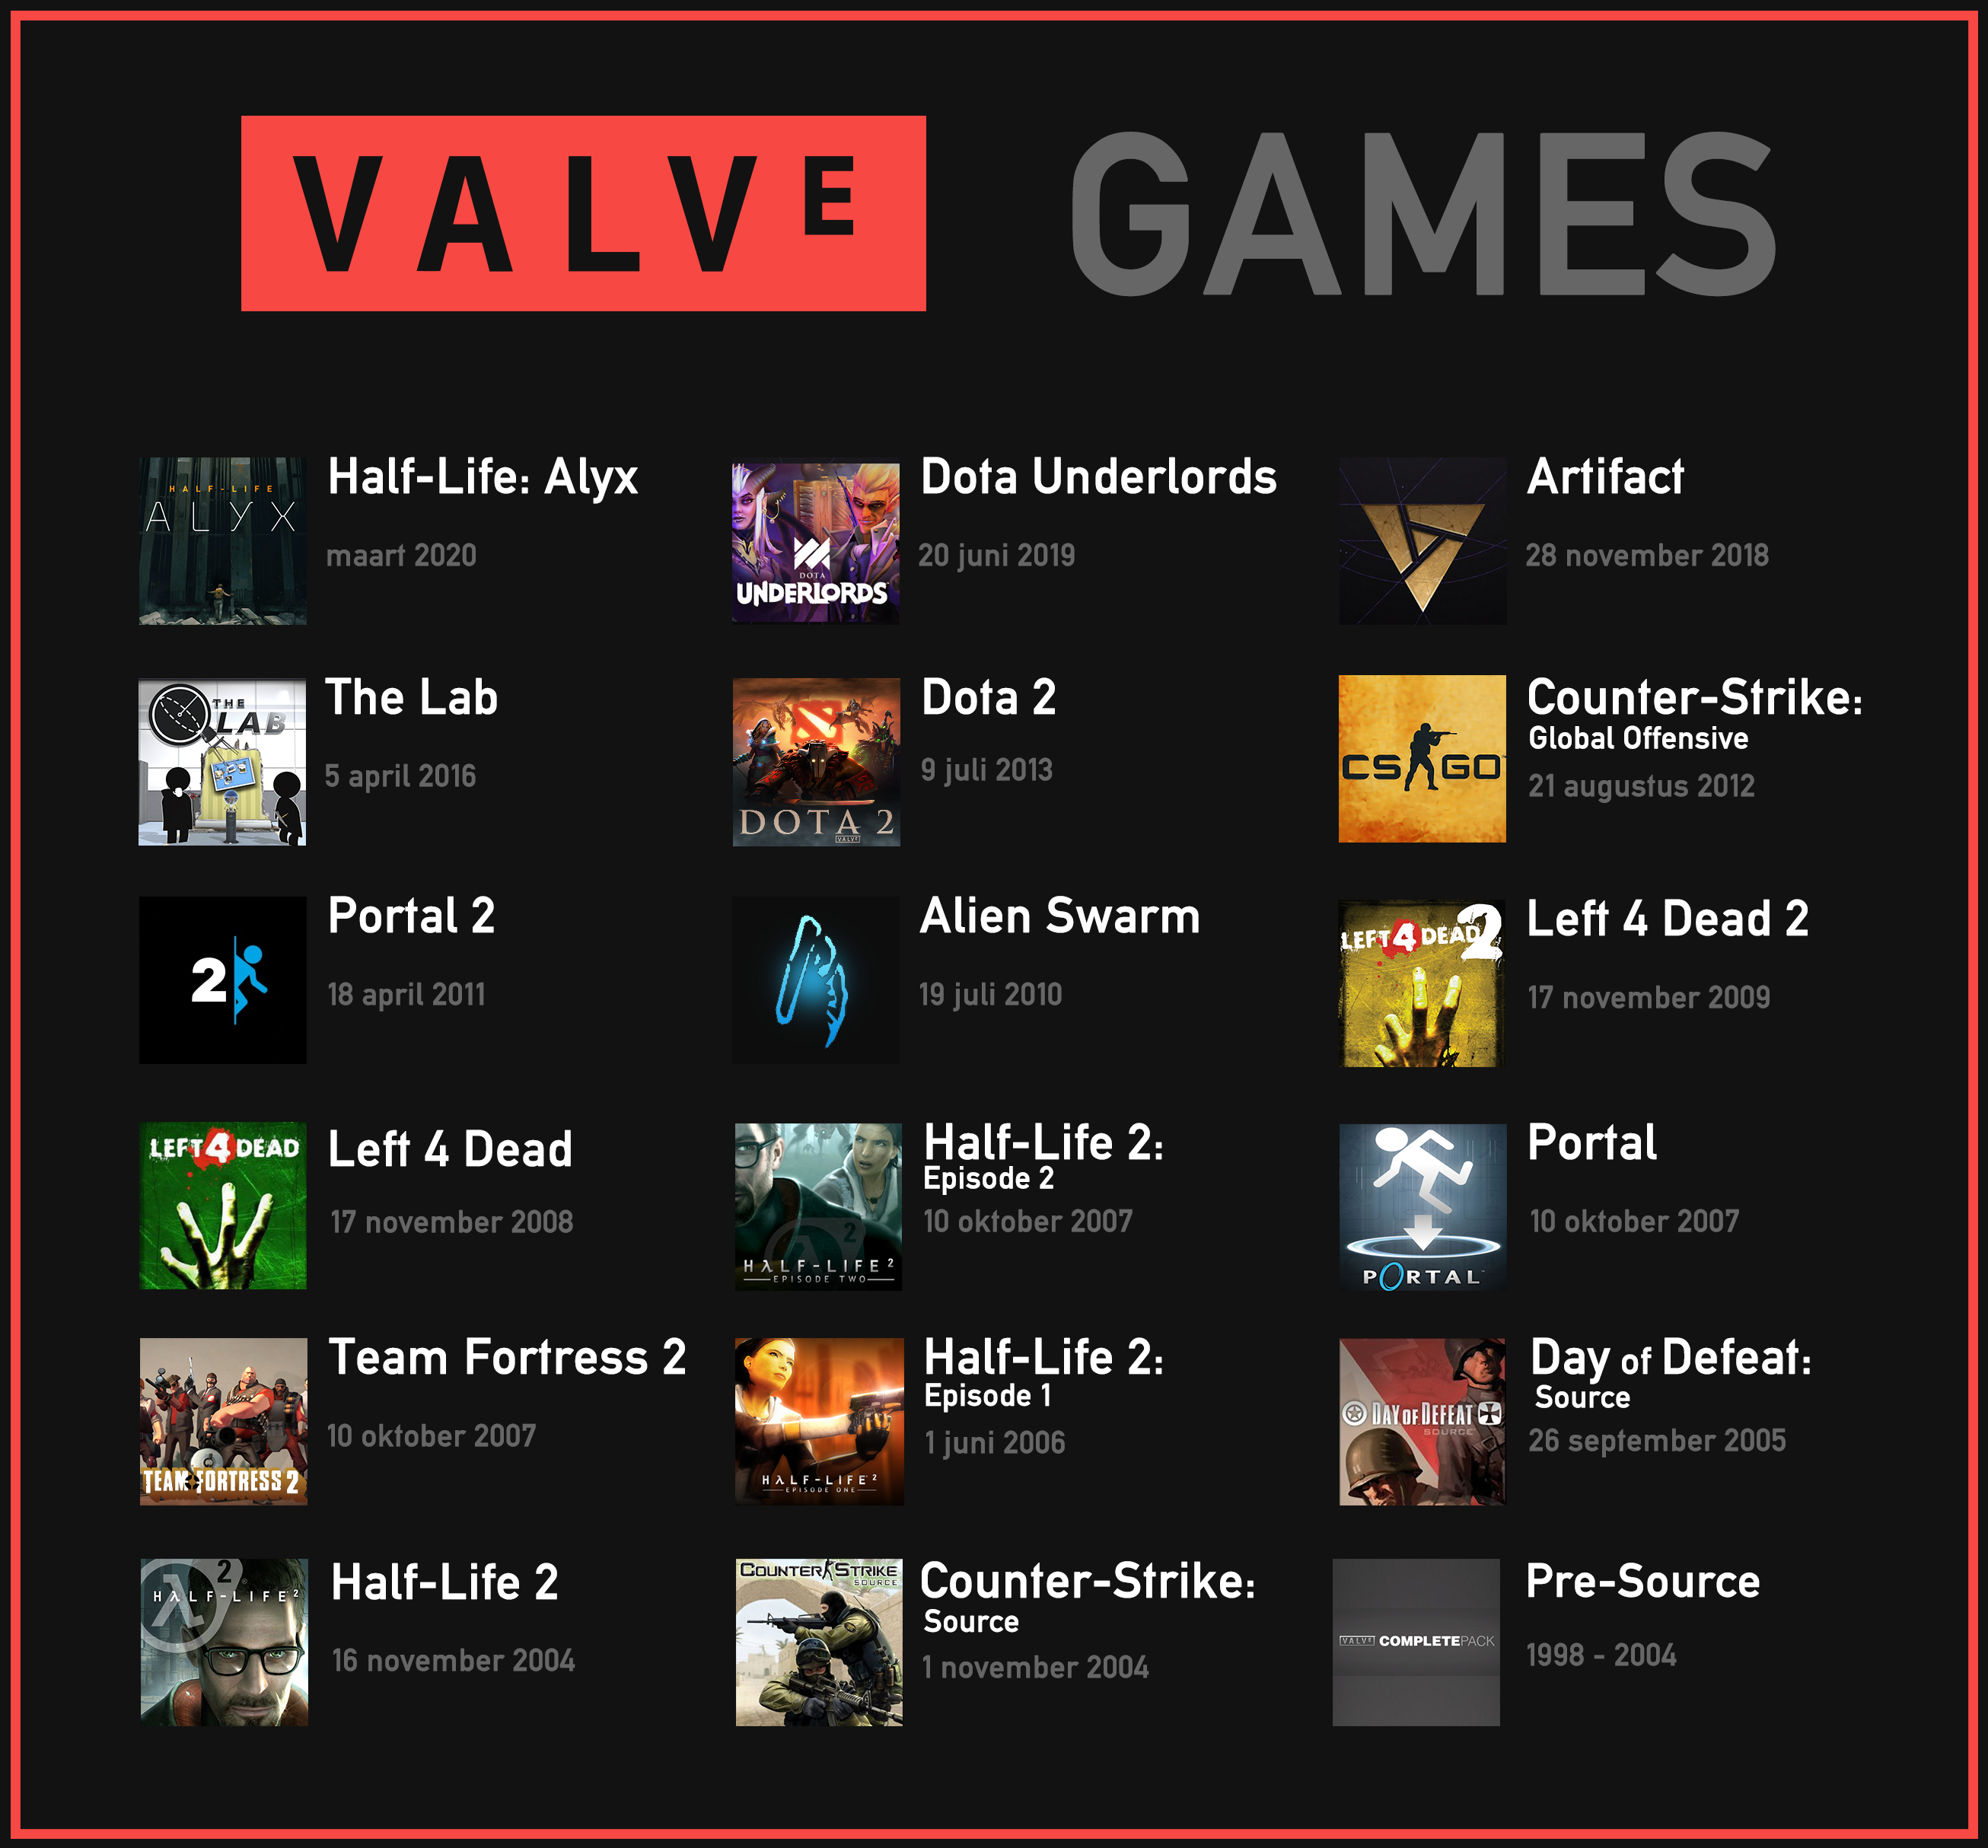 VALVE GAMES
HALF-LIFE
ALYX
Half-Life: Alyx
maart 2020
DOTA
UNDERLORDS
Dota Underlords
20 juni 2019
Artifact
28 november 2018
THE
LAB
The Lab
5 april 2016
DOTA 2
VALVE
Dota 2
9 juli 2013
CS GO
Counter-Strike:
Global Offensive
21 augustus 2012
2
Portal 2
18 april 2011
Alien Swarm
19 juli 2010
LEFT 4 DEAD 2
Left 4 Dead 2
17 november 2009
LEFT 4 DEAD
Left 4 Dead
17 november 2008
2
HλLF-LIFE 2
EPISODE TWO
Half-Life 2:
Episode 2
10 oktober 2007
PORTAL
Portal
10 oktober 2007
TEAM FORTRESS 2
Team Fortress 2
10 oktober 2007
HλLF-LIFE 2
EPISODE ONE
Half-Life 2:
Episode 1
1 juni 2006
DAY OF DEFEAT
SOURCE
Day of Defeat:
Source
26 september 2005
2
HλLF-LIFE 2
Half-Life 2
16 november 2004
COUNTER STRIKE
SOURCE
Counter-Strike:
Source
1 november 2004
VALVE COMPLETEPACK
Pre-Source
1998 - 2004